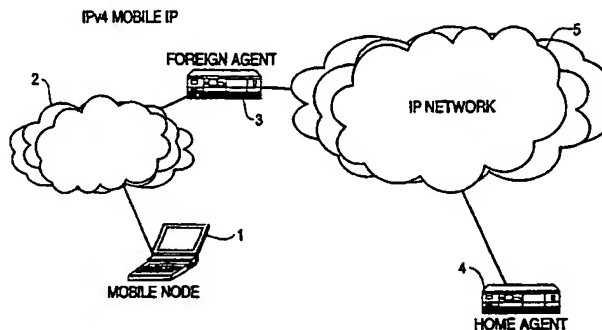 IPv4 MOBILE IP
5
FOREIGN AGENT
2
3
IP NETWORK
1
MOBILE NODE
4
HOME AGENT